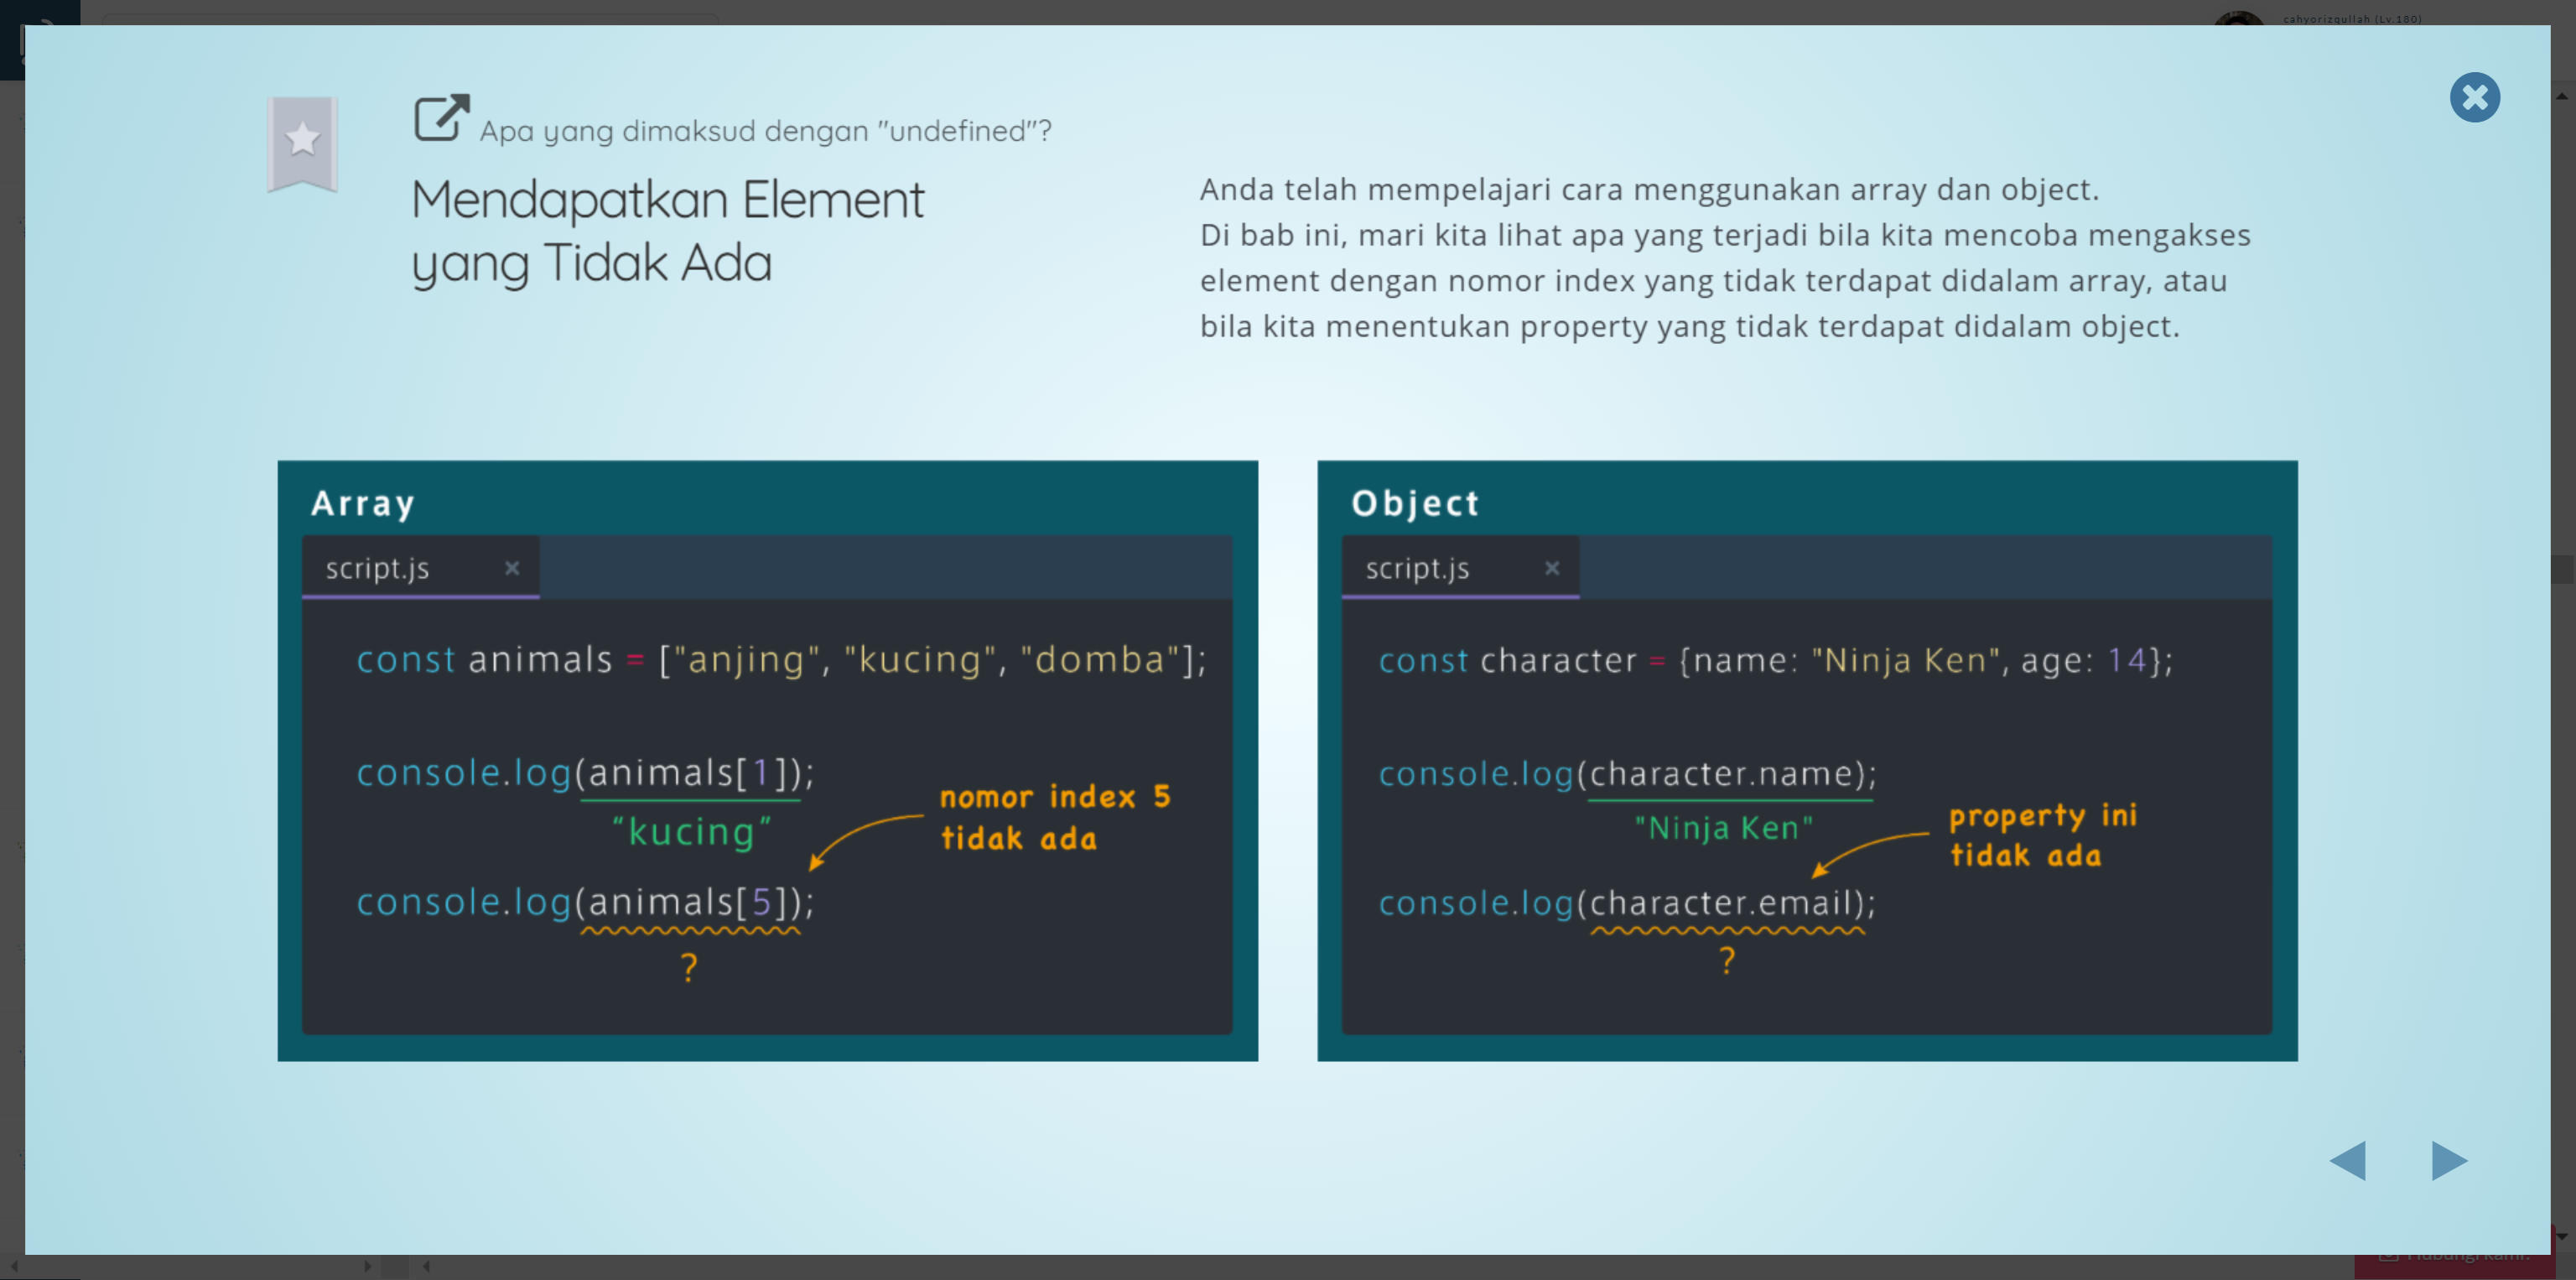 cahyorizqullah (Lv.180)
Apa yang dimaksud dengan "undefined"?
Mendapatkan Element
yang Tidak Ada
Anda telah mempelajari cara menggunakan array dan object.
Di bab ini, mari kita lihat apa yang terjadi bila kita mencoba mengakses
element dengan nomor index yang tidak terdapat didalam array, atau
bila kita menentukan property yang tidak terdapat didalam object.
Array
script.js ×
const animals = ["anjing", "kucing", "domba"];
console.log(animals[1]);
“kucing”
nomor index 5
tidak ada
console.log(animals[5]);
?
Object
script.js ×
const character = {name: "Ninja Ken", age: 14};
console.log(character.name);
"Ninja Ken"
property ini
tidak ada
console.log(character.email);
?